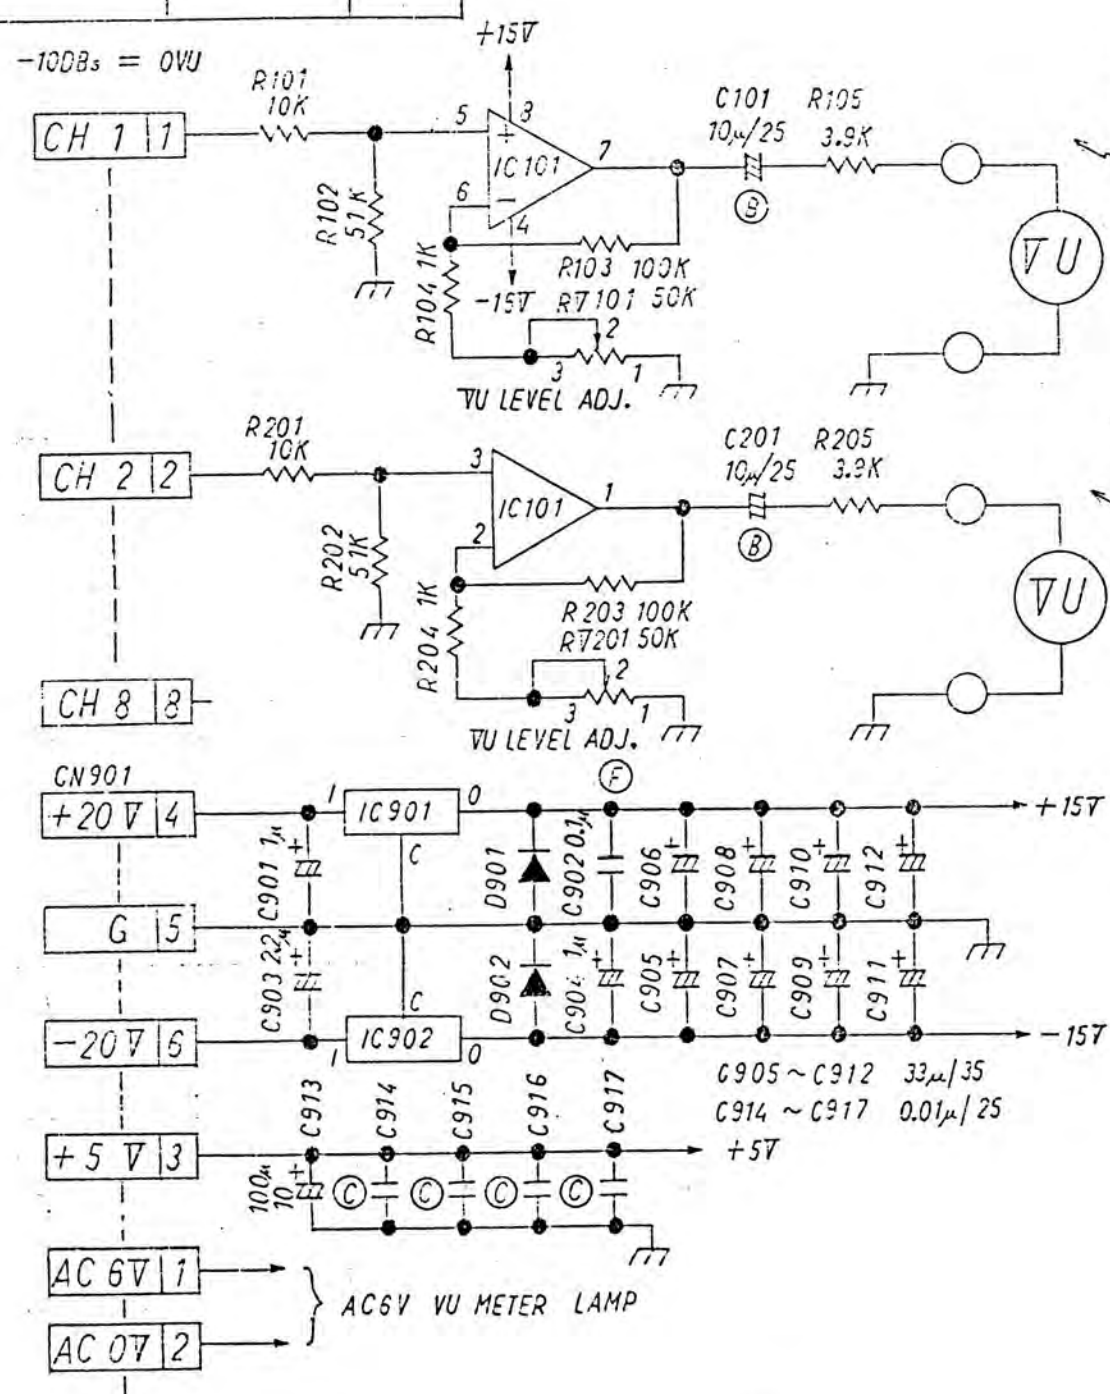 -10DBs = 0VU
+15V
R101
10K
C101 R105
10μ/25 3.9K
CH 1 1
5
+
8
IC101
7
6
-
4
B
R102
51K
R104 1K
R103 100K
-15V RV101 50K
2
3
1
VU LEVEL ADJ.
VU
R201
10K
C201 R205
10μ/25 3.9K
CH 2 2
3
IC101
1
2
B
R202
51K
R204 1K
R203 100K
RV201 50K
2
3
1
VU LEVEL ADJ.
VU
CH 8 8
F
CN901
+20V 4
1
IC901
0
+15V
C
C901 1μ
+
D901
C902 0.1μ
C906
+
C908
+
C910
+
C912
+
G 5
C903 2.2μ
+
D902
C904 1μ
+
C905
+
C907
+
C909
+
C911
+
C
-20V 6
1
IC902
0
-15V
C905~C912 33μ/35
C914 ~ C917 0.01μ/25
C913
C914
C915
C916
C917
+5 V 3
+5V
100μ
10
+
C
C
C
C
AC 6V 1
AC6V VU METER LAMP
AC 0V 2